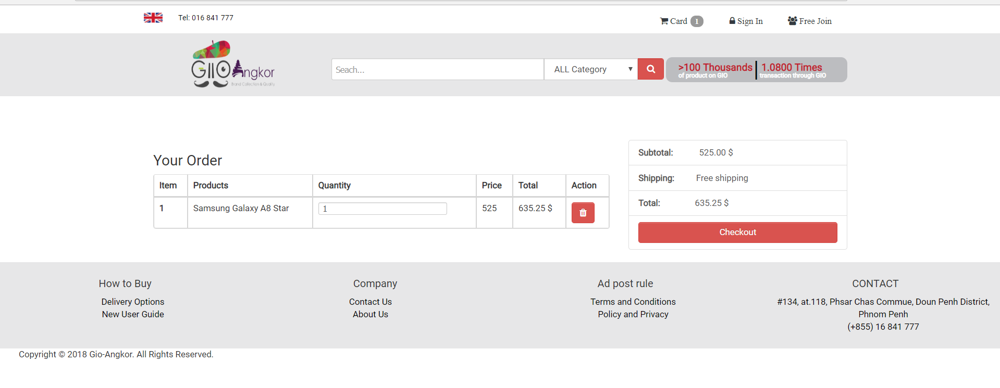 Tel: 016 841 777
Card 1
Sign In
Free Join
GIIO Angkor
Brand Collection & Quality
Seach...
ALL Category
>100 Thousands
of product on GIO
1.0800 Times
transaction through GIO
Your Order
Item Products Quantity Price Total Action
1 Samsung Galaxy A8 Star 1 525 635.25 $
Subtotal: 525.00 $
Shipping: Free shipping
Total: 635.25 $
Checkout
How to Buy
Delivery Options
New User Guide
Company
Contact Us
About Us
Ad post rule
Terms and Conditions
Policy and Privacy
CONTACT
#134, at.118, Phsar Chas Commue, Doun Penh District,
Phnom Penh
(+855) 16 841 777
Copyright © 2018 Gio-Angkor. All Rights Reserved.